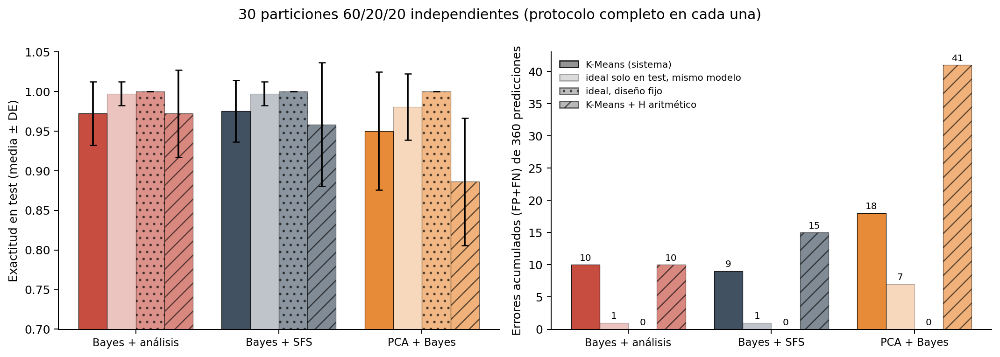 30 particiones 60/20/20 independientes (protocolo completo en cada una)
Exactitud en test (media ± DE)
1.05
1.00
0.95
0.90
0.85
0.80
0.75
0.70
Bayes + análisis
Bayes + SFS
PCA + Bayes
Errores acumulados (FP+FN) de 360 predicciones
40
35
30
25
20
15
10
5
0
K-Means (sistema)
ideal solo en test, mismo modelo
ideal, diseño fijo
K-Means + H aritmético
10
1
0
10
9
1
0
15
18
7
0
41
Bayes + análisis
Bayes + SFS
PCA + Bayes